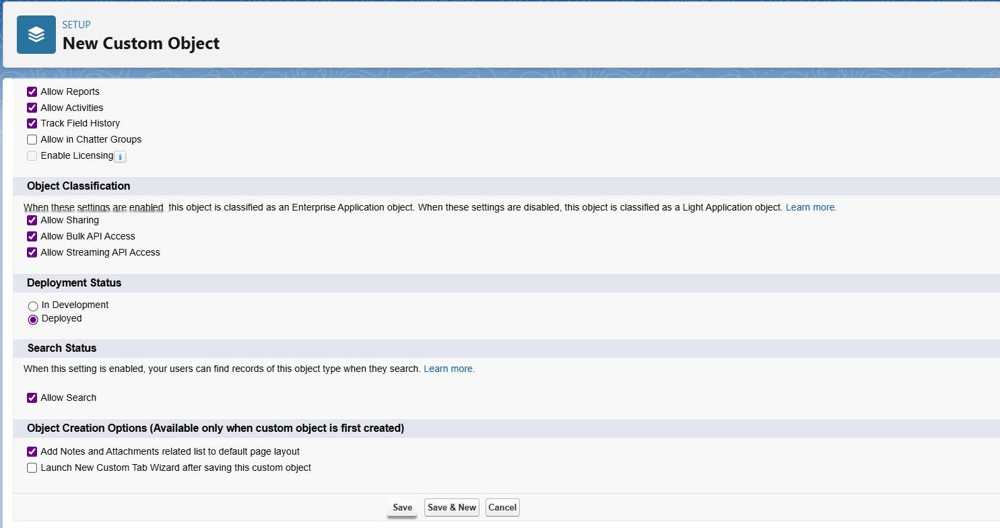 SETUP
New Custom Object
Allow Reports
Allow Activities
Track Field History
Allow in Chatter Groups
Enable Licensing i
Object Classification
When these settings are enabled, this object is classified as an Enterprise Application object. When these settings are disabled, this object is classified as a Light Application object. Learn more.
Allow Sharing
Allow Bulk API Access
Allow Streaming API Access
Deployment Status
In Development
Deployed
Search Status
When this setting is enabled, your users can find records of this object type when they search. Learn more.
Allow Search
Object Creation Options (Available only when custom object is first created)
Add Notes and Attachments related list to default page layout
Launch New Custom Tab Wizard after saving this custom object
Save Save & New Cancel